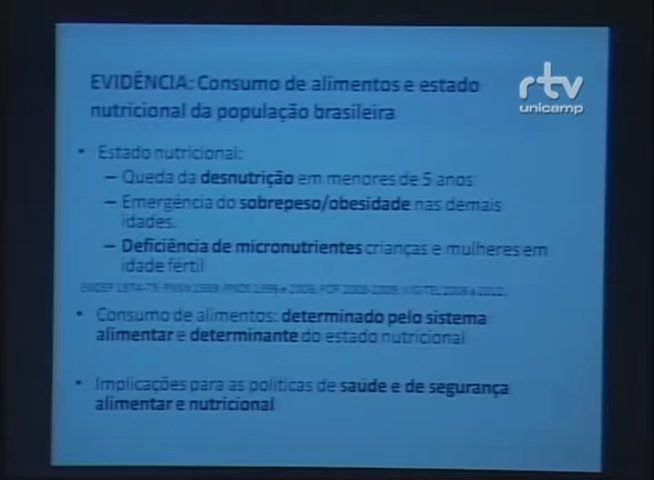 EVIDÊNCIA: Consumo de alimentos e estado
nutricional da população brasileira
rtv
unicamp
• Estado nutricional:
– Queda da desnutrição em menores de 5 anos
– Emergência do sobrepeso/obesidade nas demais
idades.
– Deficiência de micronutrientes crianças e mulheres em
idade fértil
• Consumo de alimentos: determinado pelo sistema
alimentar e determinante do estado nutricional
• Implicações para as políticas de saúde e de segurança
alimentar e nutricional